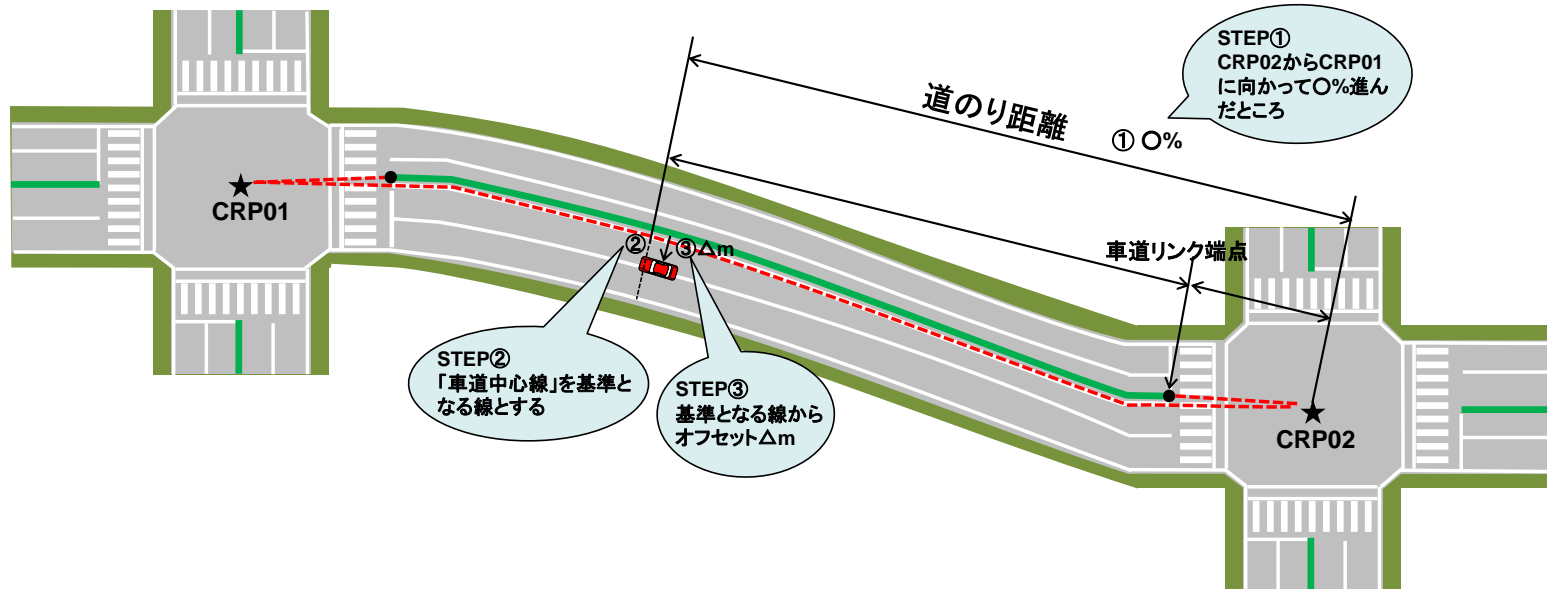 STEP①
CRP02からCRP01
に向かって〇%進ん
だところ
道のり距離
① 〇%
CRP01
②
③△m
車道リンク端点
STEP②
「車道中心線」を基準と
なる線とする
STEP③
基準となる線から
オフセット△m
CRP02